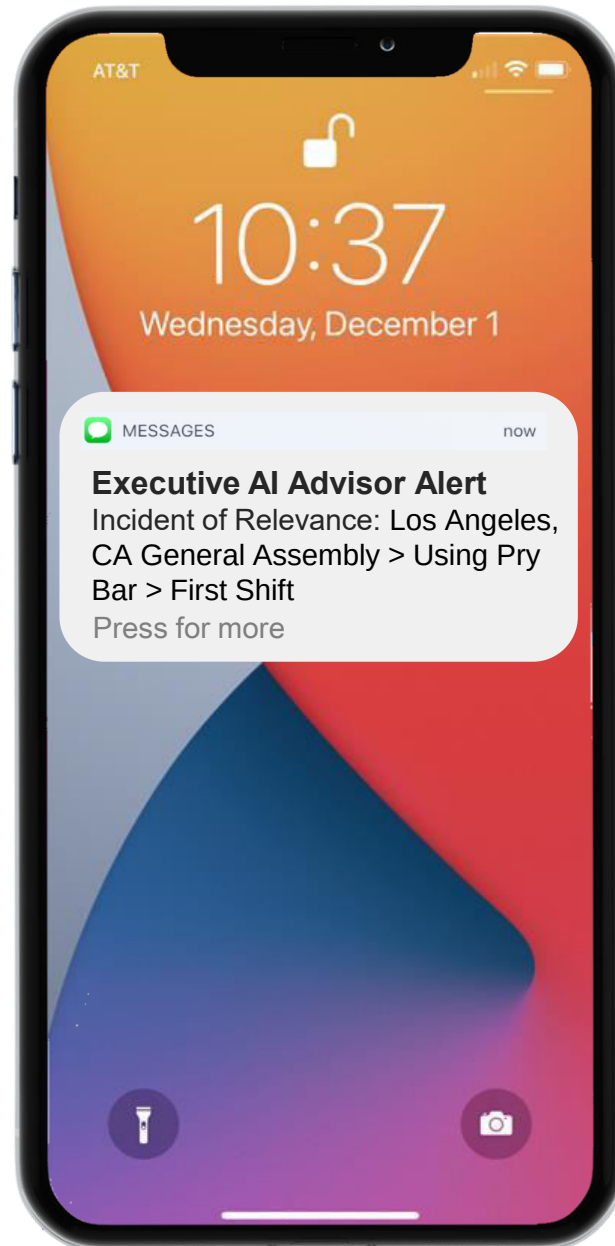 AT&T
10:37
Wednesday, December 1
MESSAGES now
Executive AI Advisor Alert
Incident of Relevance: Los Angeles,
CA General Assembly > Using Pry
Bar > First Shift
Press for more